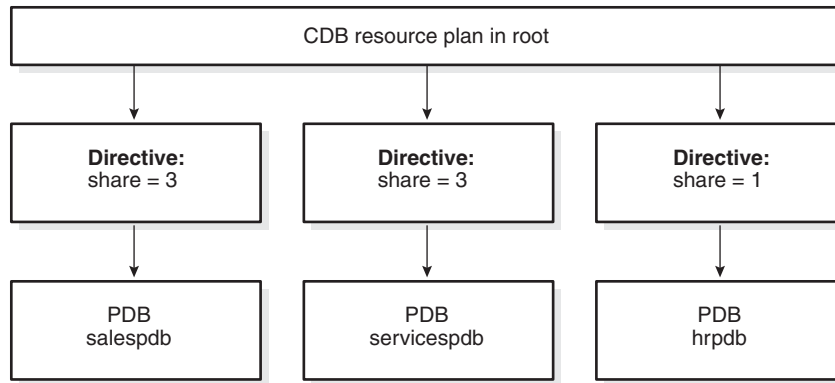 CDB resource plan in root
Directive:
share = 3
Directive:
share = 3
Directive:
share = 1
PDB
salespdb
PDB
servicespdb
PDB
hrpdb